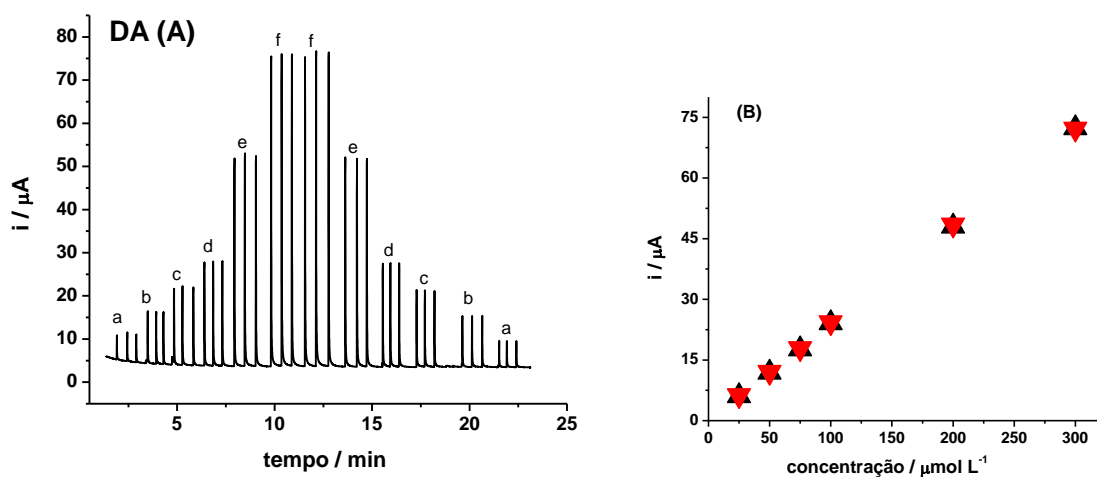 DA (A)
80
70
60
50
40
30
20
10
0
i / μA
a
b
c
d
e
f
f
e
d
c
b
a
5
10
15
20
25
tempo / min
(B)
75
60
45
30
15
0
i / μA
0
50
100
150
200
250
300
concentração / μmol L⁻¹